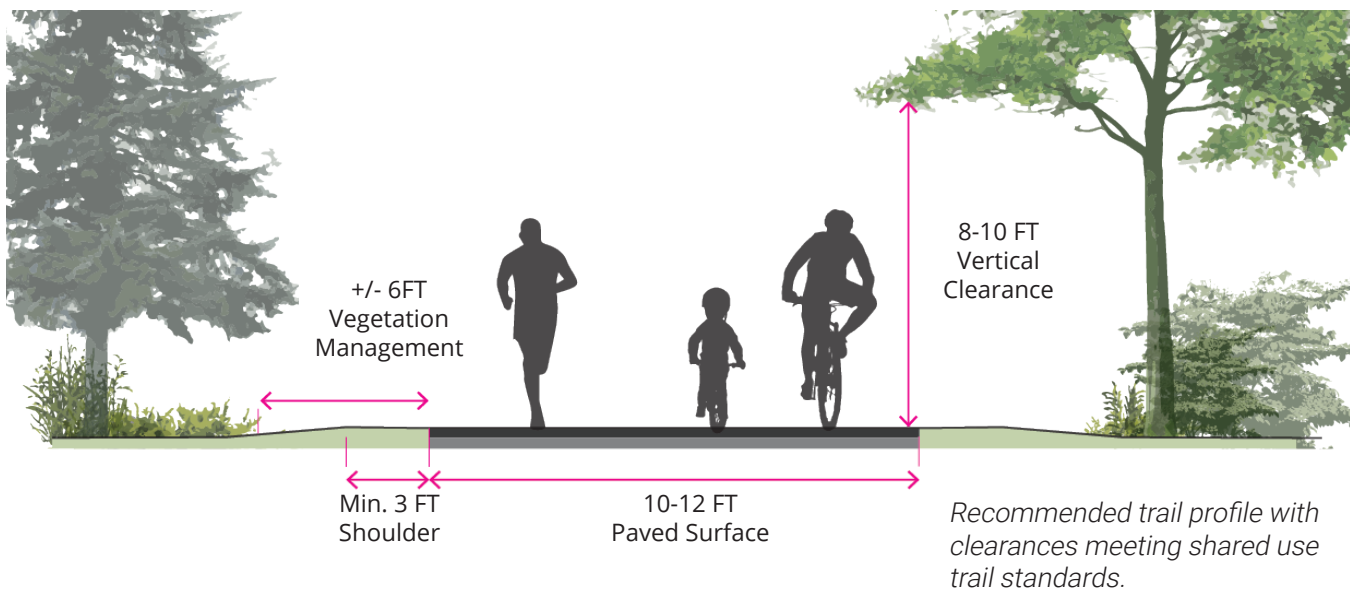 8-10 FT
Vertical
Clearance
+/- 6FT
Vegetation
Management
Min. 3 FT
Shoulder
10-12 FT
Paved Surface
Recommended trail profile with
clearances meeting shared use
trail standards.